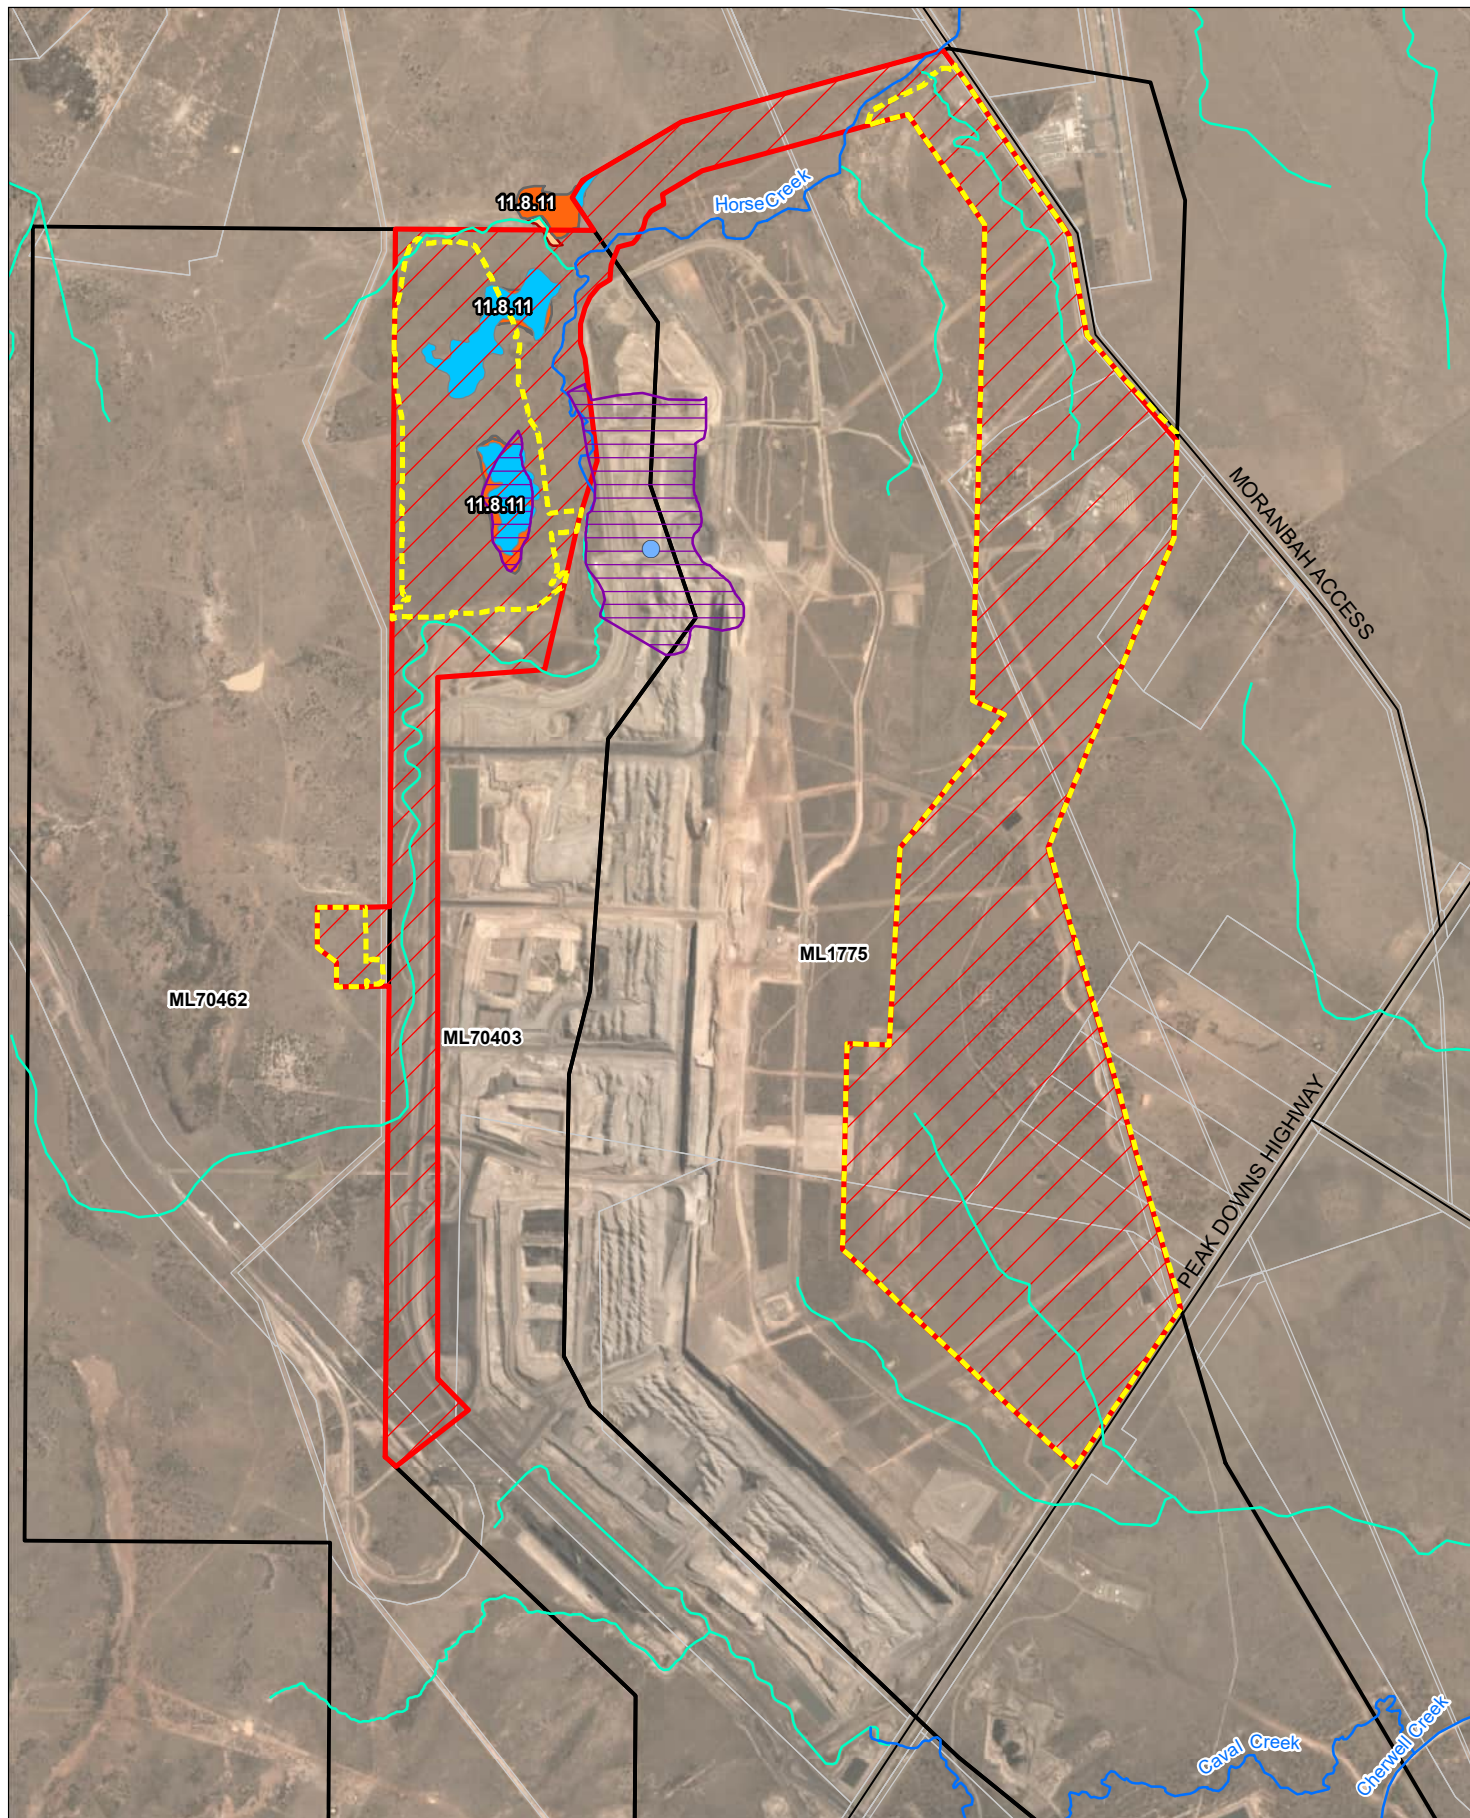 11.8.11
Horse Creek
11.8.11
11.8.11
MORANBAH ACCESS
ML1775
ML70462
ML70403
PEAK DOWNS HIGHWAY
Caval Creek
Cherwell Creek